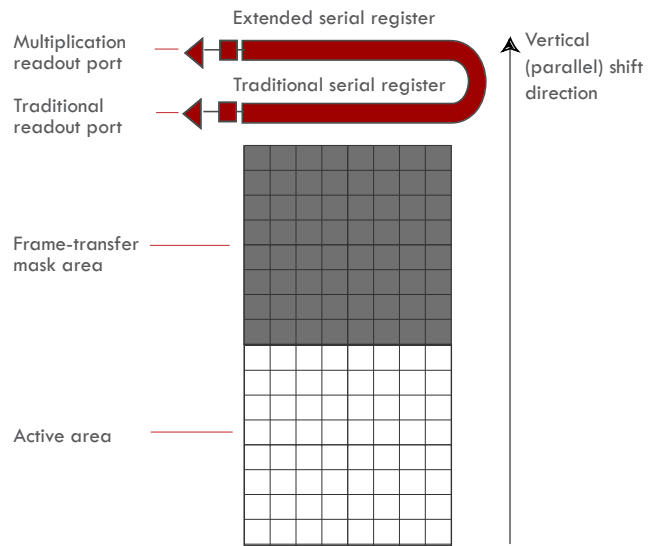 Extended serial register
Multiplication
readout port
Vertical
(parallel) shift
direction
Traditional serial register
Traditional
readout port
Frame-transfer
mask area
Active area